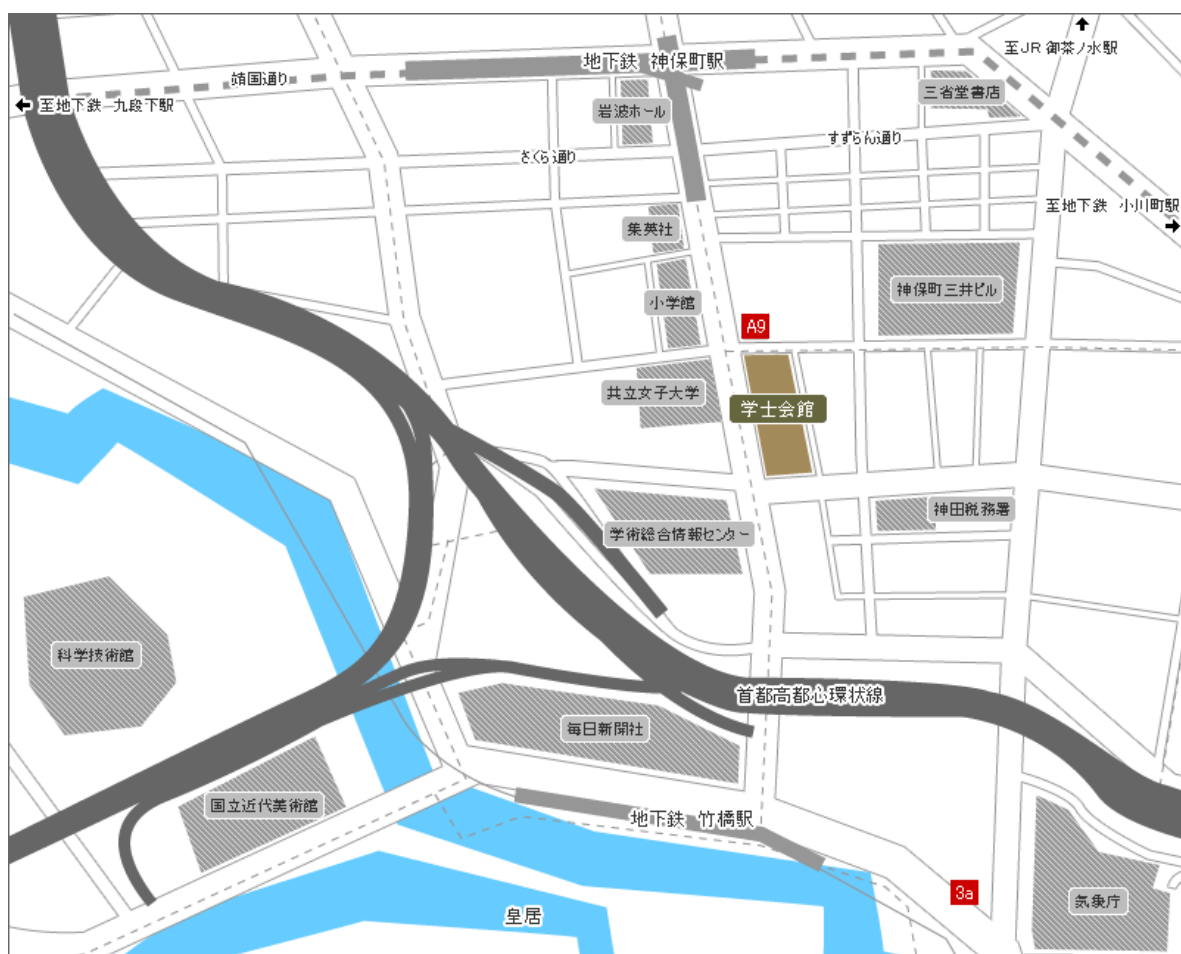 至JR 御茶ノ水駅
地下鉄 神保町駅
靖国通り
三省堂書店
至地下鉄 九段下駅
岩波ホール
すずらん通り
さくら通り
至地下鉄 小川町駅
集英社
神保町三井ビル
小学館
A9
共立女子大学
学士会館
神田税務署
学術総合情報センター
科学技術館
首都高都心環状線
毎日新聞社
国立近代美術館
地下鉄 竹橋駅
3a
気象庁
皇居